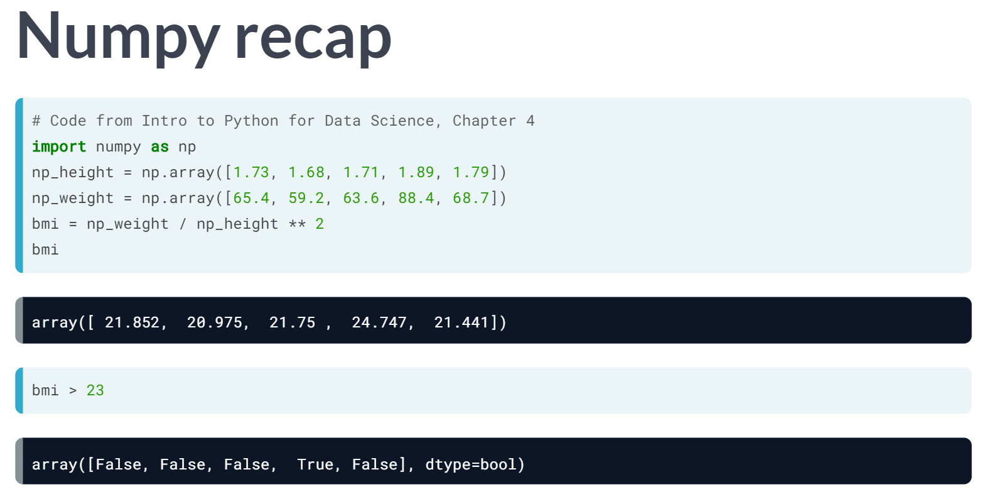 Numpy recap
# Code from Intro to Python for Data Science, Chapter 4
import numpy as np
np_height = np.array([1.73, 1.68, 1.71, 1.89, 1.79])
np_weight = np.array([65.4, 59.2, 63.6, 88.4, 68.7])
bmi = np_weight / np_height ** 2
bmi
array([ 21.852,  20.975,  21.75 ,  24.747,  21.441])
bmi > 23
array([False, False, False,  True, False], dtype=bool)